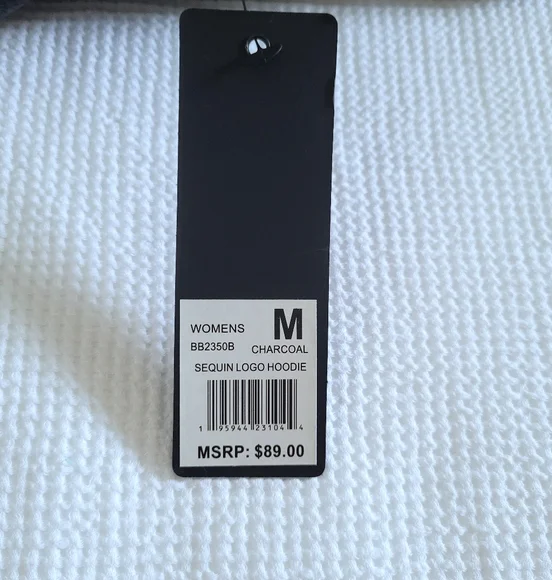 WOMENS M
BB2350B CHARCOAL
SEQUIN LOGO HOODIE
1 95944 23104 4
MSRP: $89.00